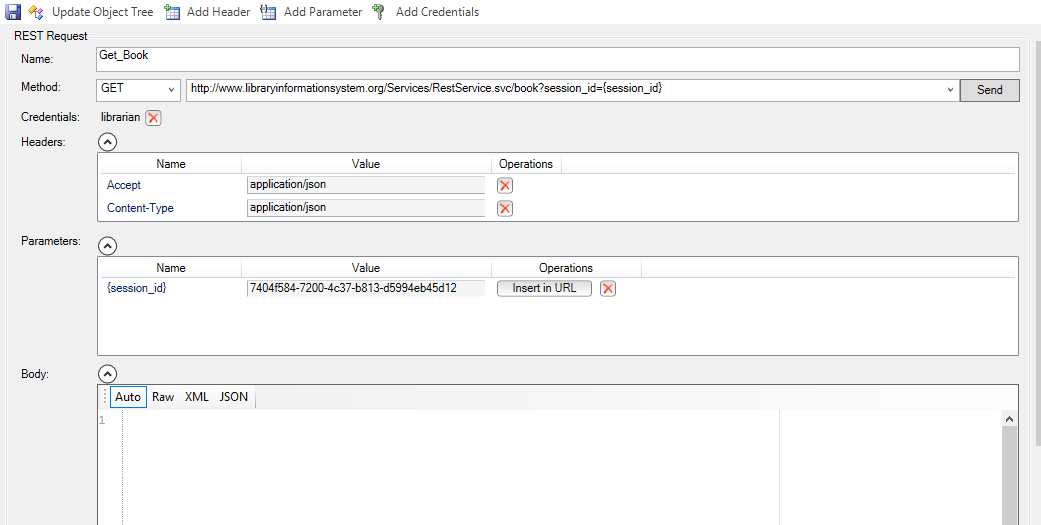 Update Object Tree Add Header Add Parameter Add Credentials
REST Request
Name: Get_Book
Method: GET http://www.libraryinformationsystem.org/Services/RestService.svc/book?session_id={session_id} Send
Credentials: librarian
Headers:
Name Value Operations
Accept application/json
Content-Type application/json
Parameters:
Name Value Operations
{session_id} 7404f584-7200-4c37-b813-d5994eb45d12 Insert in URL
Body:
Auto Raw XML JSON
1